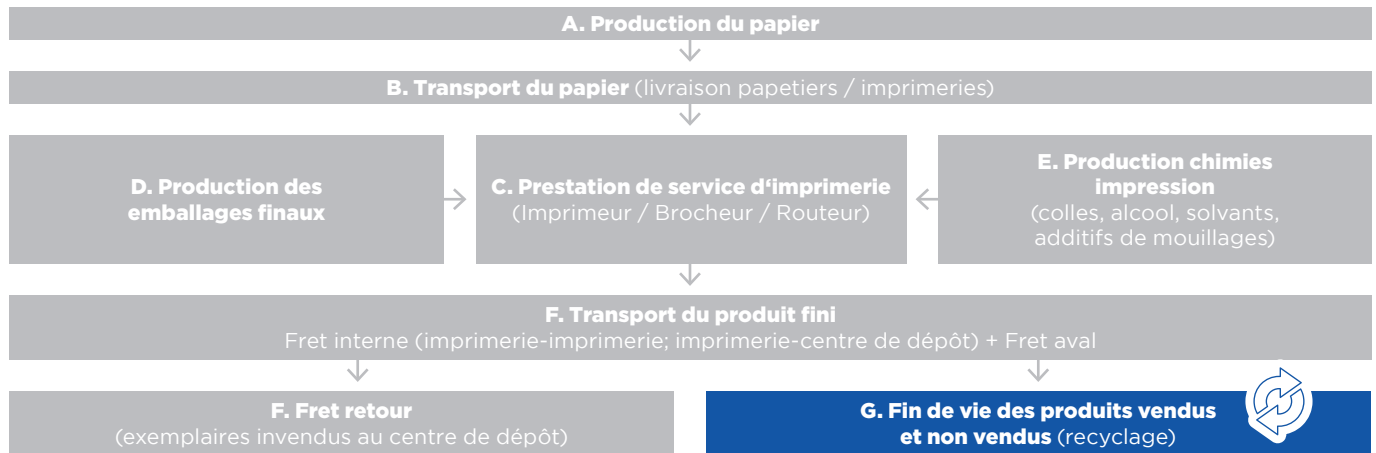 A. Production du papier
B. Transport du papier (livraison papetiers / imprimeries)
D. Production des
emballages finaux
C. Prestation de service d‘imprimerie
(Imprimeur / Brocheur / Routeur)
E. Production chimies
impression
(colles, alcool, solvants,
additifs de mouillages)
F. Transport du produit fini
Fret interne (imprimerie-imprimerie; imprimerie-centre de dépôt) + Fret aval
F. Fret retour
(exemplaires invendus au centre de dépôt)
G. Fin de vie des produits vendus
et non vendus (recyclage)